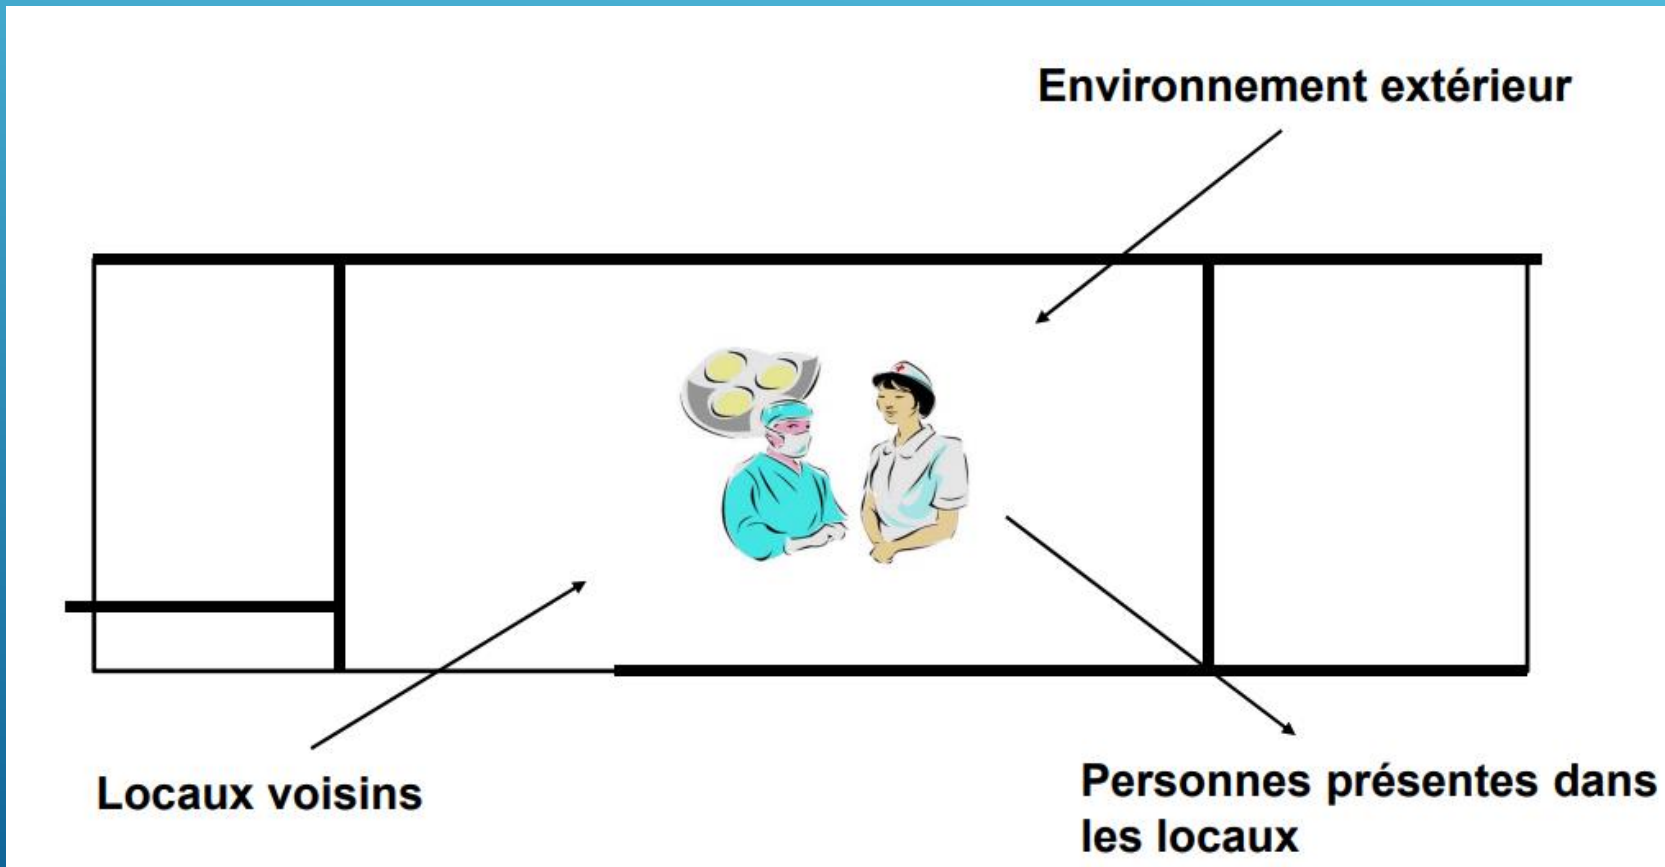 Environnement extérieur
Locaux voisins
Personnes présentes dans
les locaux